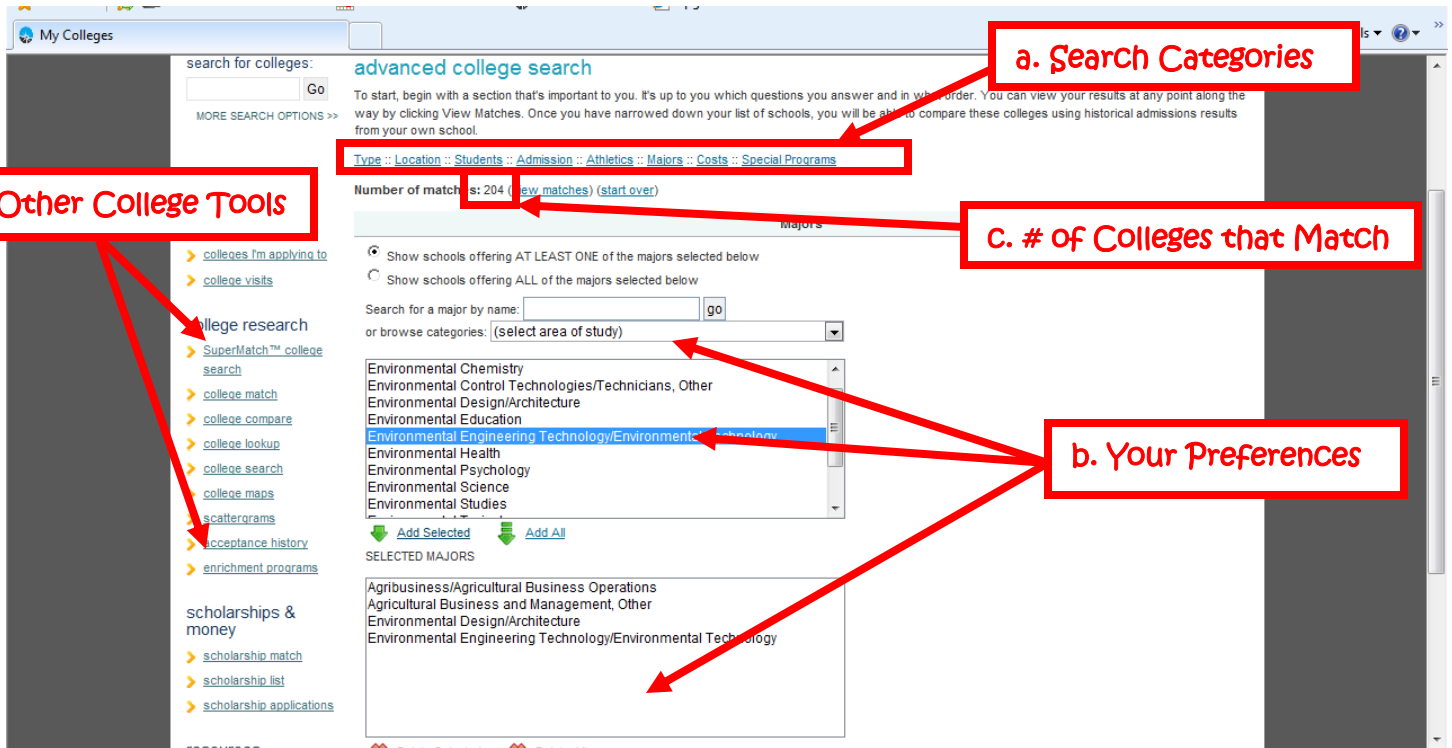 My Colleges
ls
a. Search Categories
search for colleges:
Go
MORE SEARCH OPTIONS >>
advanced college search
To start, begin with a section that's important to you. It's up to you which questions you answer and in what order. You can view your results at any point along the
way by clicking View Matches. Once you have narrowed down your list of schools, you will be able to compare these colleges using historical admissions results
from your own school.
Type :: Location :: Students :: Admission :: Athletics :: Majors :: Costs :: Special Programs
Number of matches: 204 (view matches) (start over)
Other College Tools
Majors
c. # of Colleges that Match
colleges I'm applying to
college visits
Show schools offering AT LEAST ONE of the majors selected below
Show schools offering ALL of the majors selected below
Search for a major by name:
go
or browse categories: (select area of study)
college research
SuperMatch™ college
search
college match
college compare
college lookup
college search
college maps
scattergrams
acceptance history
enrichment programs
Environmental Chemistry
Environmental Control Technologies/Technicians, Other
Environmental Design/Architecture
Environmental Education
Environmental Engineering Technology/Environmental Technology
Environmental Health
Environmental Psychology
Environmental Science
Environmental Studies
b. Your Preferences
Add Selected
Add All
SELECTED MAJORS
Agribusiness/Agricultural Business Operations
Agricultural Business and Management, Other
Environmental Design/Architecture
Environmental Engineering Technology/Environmental Technology
scholarships &
money
scholarship match
scholarship list
scholarship applications